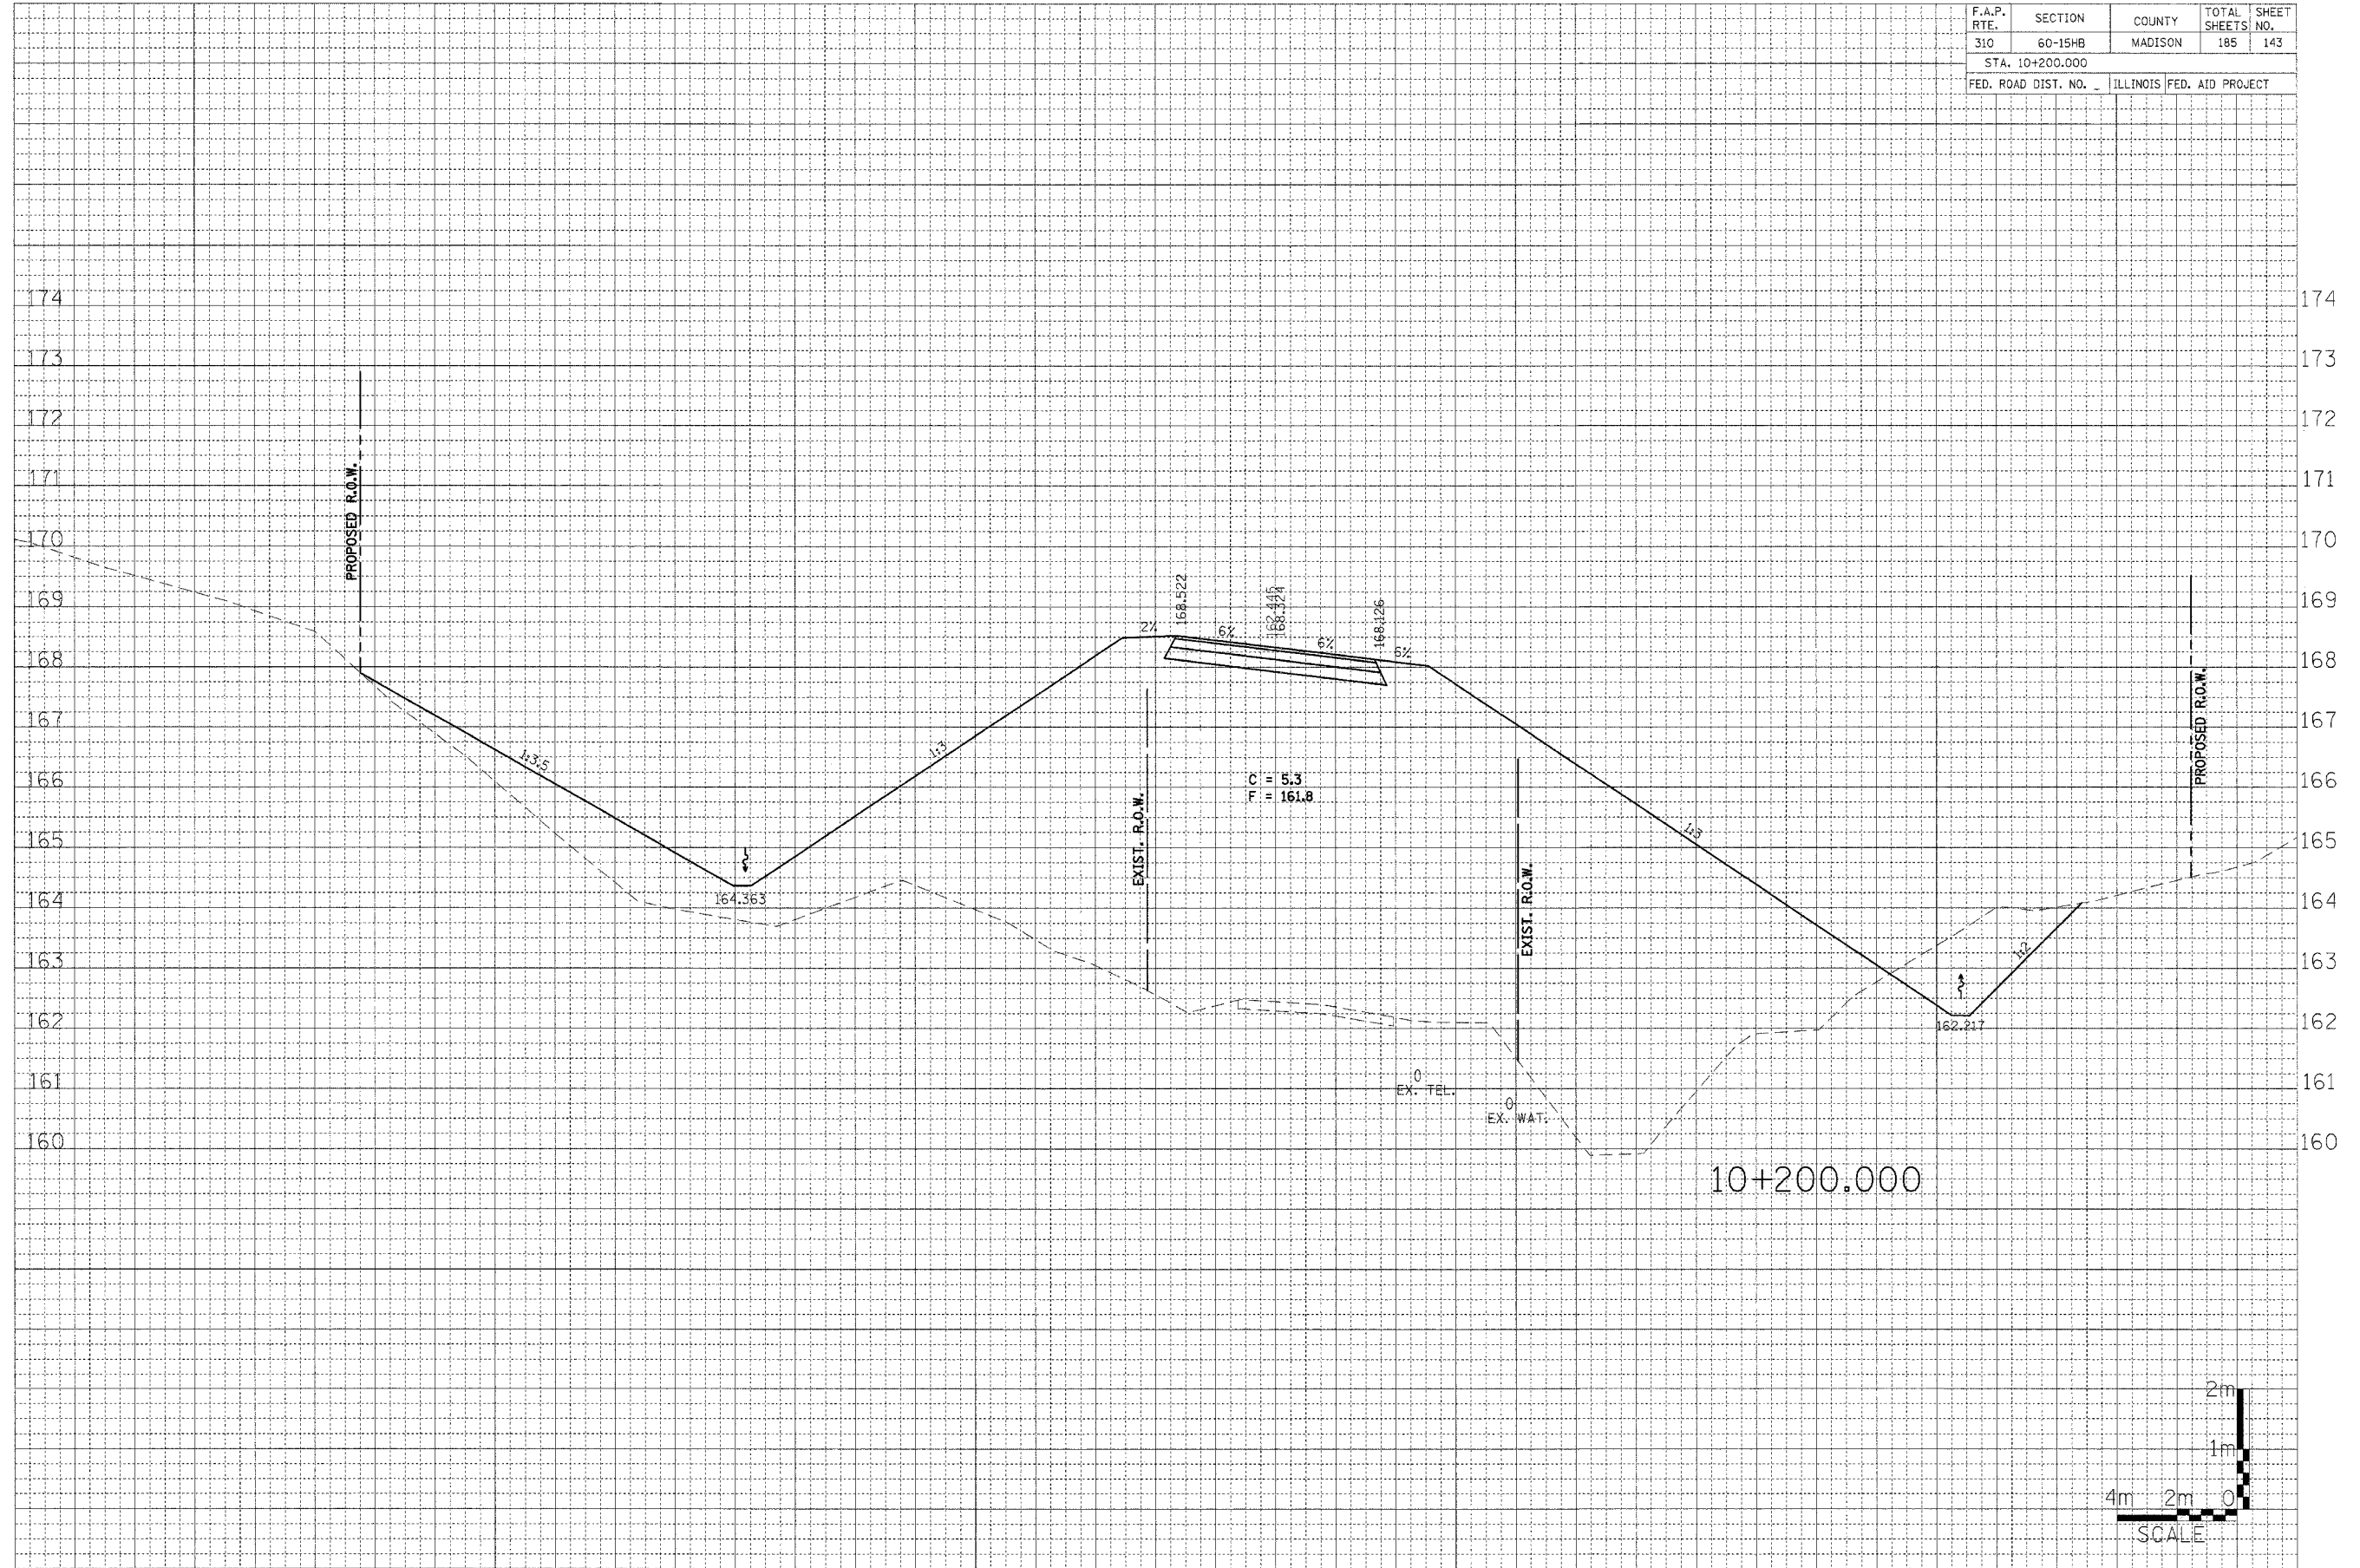 F.A.P. RTE. SECTION COUNTY TOTAL SHEETS SHEET NO.
310 60-15HB MADISON 185 143
STA. 10+200.000
FED. ROAD DIST. NO. _ ILLINOIS FED. AID PROJECT
174 174
173 173
172 172
171 171
170 170
169 169
168 168
167 167
166 166
165 165
164 164
163 163
162 162
161 161
160 160
PROPOSED R.O.W.
1:3.5
164.363
1:3
2%
168.522
6%
162.445
168.324
6%
168.126
6%
EXIST. R.O.W.
C = 5.3
F = 161.8
EXIST. R.O.W.
1:3
162.217
1:2
PROPOSED R.O.W.
EX. TEL.
EX. WAT.
10+200.000
2m
1m
4m 2m 0
SCALE